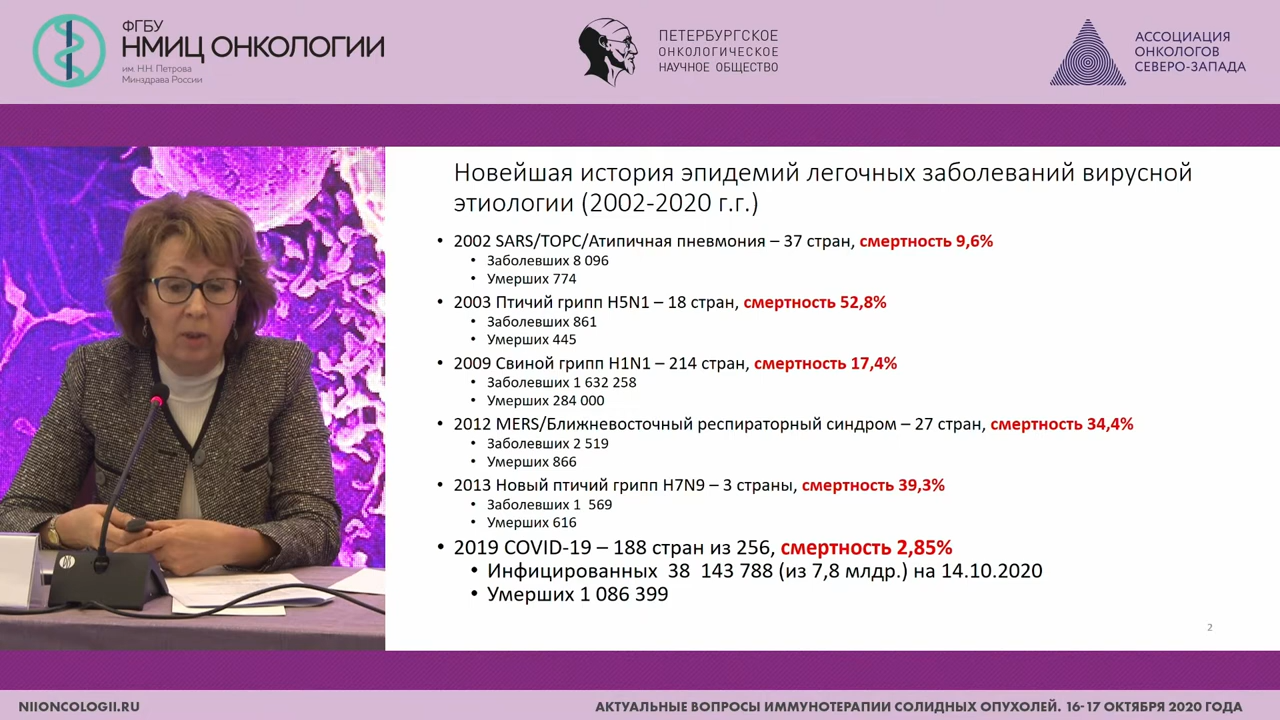 ФГБУ
НМИЦ ОНКОЛОГИИ
им. Н.Н. Петрова
Минздрава России
ПЕТЕРБУРГСКОЕ
ОНКОЛОГИЧЕСКОЕ
НАУЧНОЕ ОБЩЕСТВО
АССОЦИАЦИЯ
ОНКОЛОГОВ
СЕВЕРО-ЗАПАДА
Новейшая история эпидемий легочных заболеваний вирусной
этиологии (2002-2020 г.г.)
• 2002 SARS/ТОРС/Атипичная пневмония – 37 стран, смертность 9,6%
• Заболевших 8 096
• Умерших 774
• 2003 Птичий грипп H5N1 – 18 стран, смертность 52,8%
• Заболевших 861
• Умерших 445
• 2009 Свиной грипп H1N1 – 214 стран, смертность 17,4%
• Заболевших 1 632 258
• Умерших 284 000
• 2012 MERS/Ближневосточный респираторный синдром – 27 стран, смертность 34,4%
• Заболевших 2 519
• Умерших 866
• 2013 Новый птичий грипп H7N9 – 3 страны, смертность 39,3%
• Заболевших 1 569
• Умерших 616
• 2019 COVID-19 – 188 стран из 256, смертность 2,85%
• Инфицированных 38 143 788 (из 7,8 млдр.) на 14.10.2020
• Умерших 1 086 399
2
NIIONCOLOGII.RU
АКТУАЛЬНЫЕ ВОПРОСЫ ИММУНОТЕРАПИИ СОЛИДНЫХ ОПУХОЛЕЙ. 16-17 ОКТЯБРЯ 2020 ГОДА